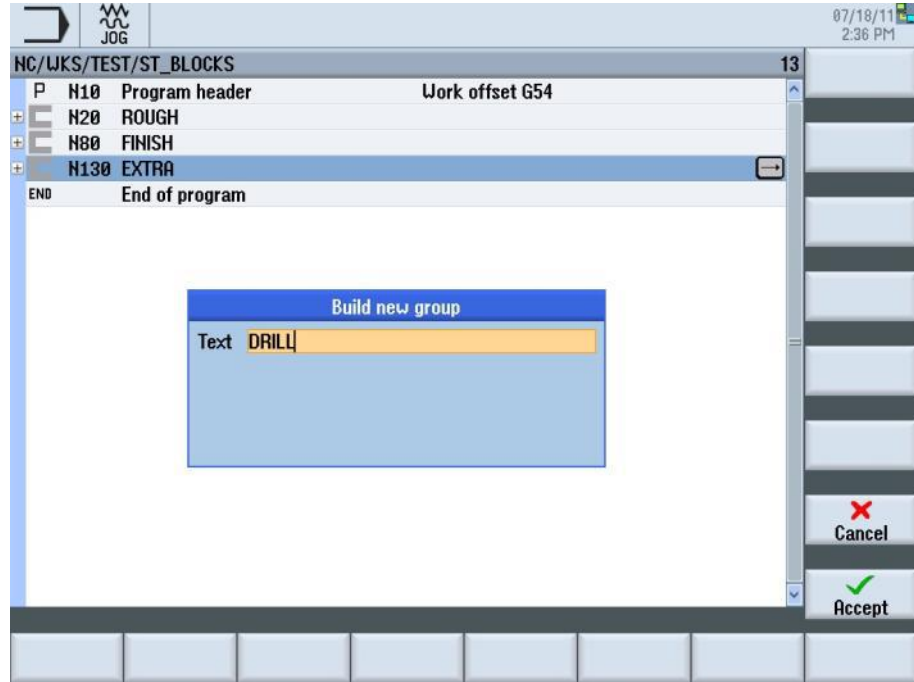 JOG
07/18/11
2:36 PM
NC/WKS/TEST/ST_BLOCKS 13
P N10 Program header Work offset G54
N20 ROUGH
N80 FINISH
N130 EXTRA
END End of program
Build new group
Text DRILL
Cancel
Accept